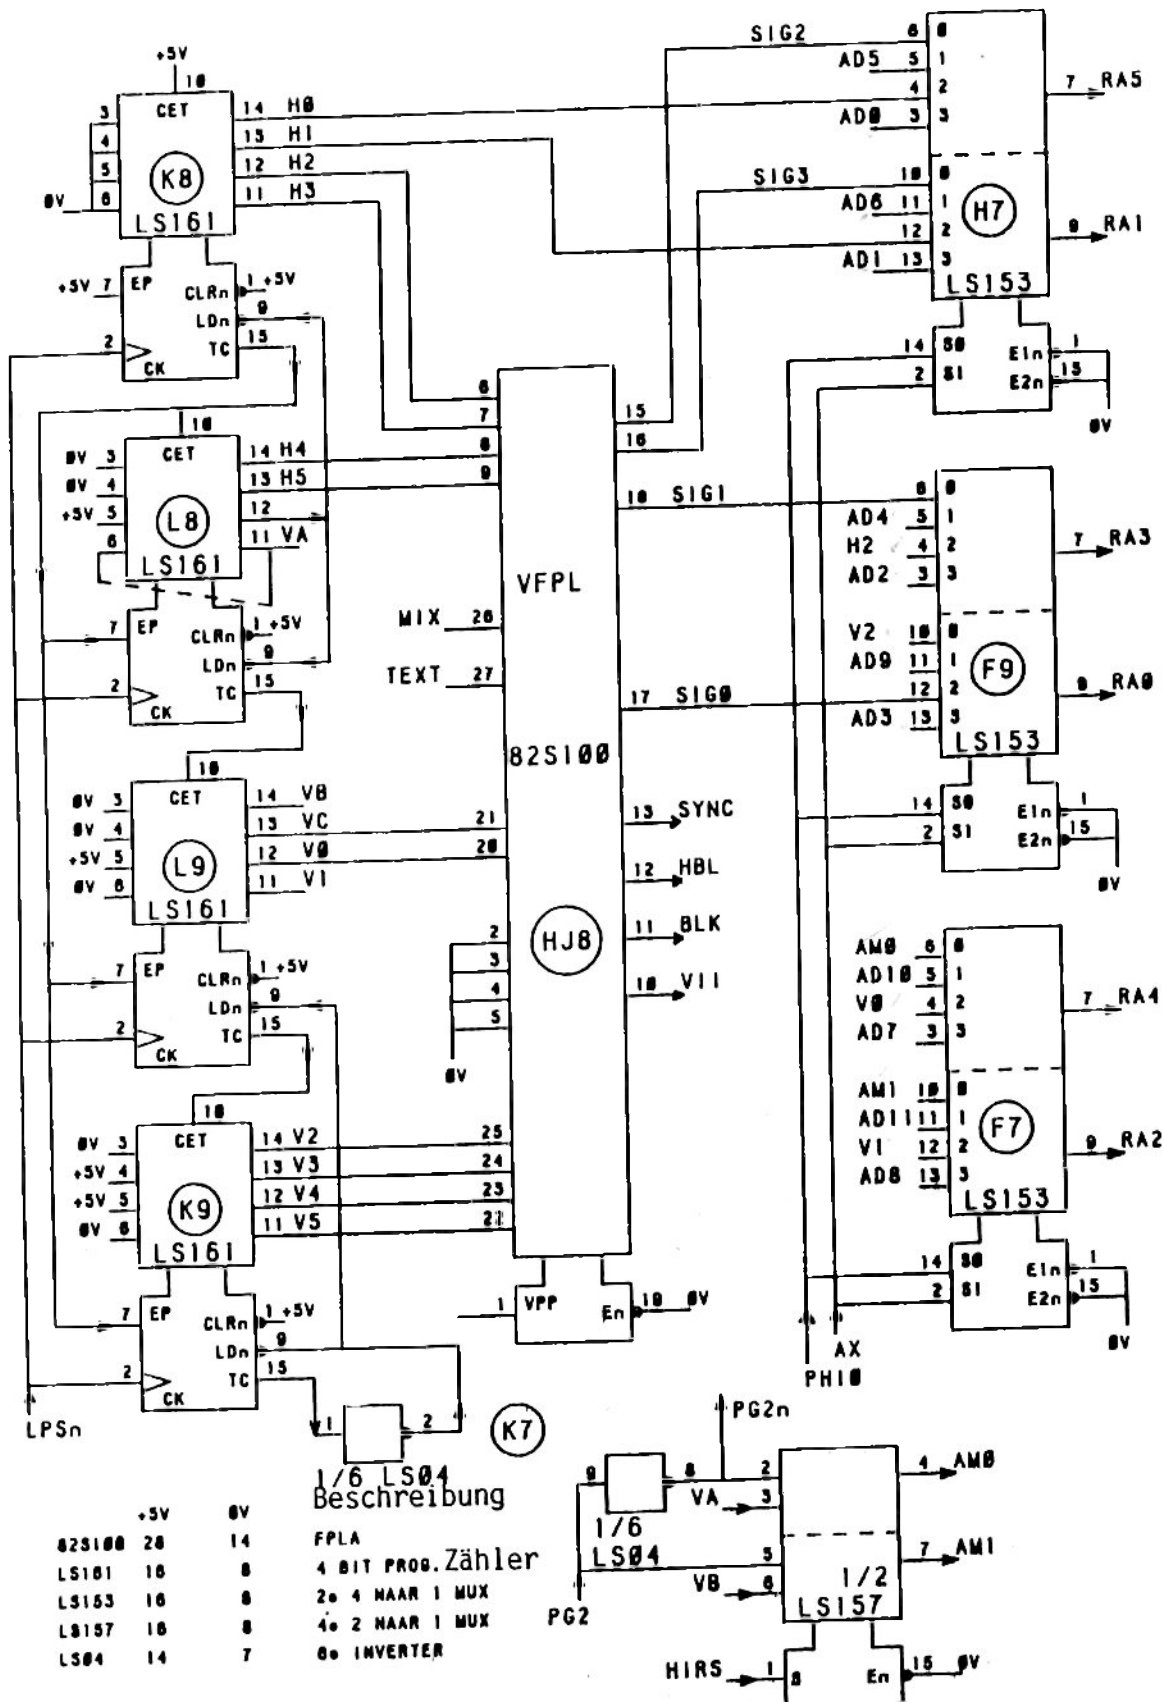 +5V
10
CET
3
4
5
6
0V
K8
LS161
14 H0
13 H1
12 H2
11 H3
+5V 7 EP
CLRn 1 +5V
LDn 9
TC 15
2 CK
10
CET
0V 3
0V 4
+5V 5
6
L8
LS161
14 H4
13 H5
12
11 VA
7 EP
CLRn 1 +5V
LDn 9
TC 15
2 CK
10
CET
0V 3
0V 4
+5V 5
0V 6
L9
LS161
14 VB
13 VC
12 V0
11 V1
7 EP
CLRn 1 +5V
LDn 9
TC 15
2 CK
10
CET
0V 3
+5V 4
+5V 5
0V 6
K9
LS161
14 V2
13 V3
12 V4
11 V5
7 EP
CLRn 1 +5V
LDn 9
TC 15
2 CK
LPSn
1 2
K7
1/6 LS04
6
7
8
9
VFPL
MIX 26
TEXT 27
82S100
21
20
HJ8
2
3
4
5
0V
25
24
23
22
1 VPP
En 19 0V
15
16
18 SIG1
17 SIG0
13 SYNC
12 HBL
11 BLK
10 VII
SIG2 6 0
AD5 5 1
4 2
AD0 3 3
7 RA5
SIG3 10 0
AD6 11 1
12 2
AD1 13 3
H7
9 RA1
LS153
14 S0
2 S1
E1n 1
E2n 15
0V
6 0
AD4 5 1
H2 4 2
AD2 3 3
7 RA3
V2 10 0
AD9 11 1
12 2
AD3 13 3
F9
9 RA0
LS153
14 S0
2 S1
E1n 1
E2n 15
0V
AM0 6 0
AD10 5 1
V0 4 2
AD7 3 3
7 RA4
AM1 10 0
AD11 11 1
V1 12 2
AD8 13 3
F7
9 RA2
LS153
14 S0
2 S1
E1n 1
E2n 15
0V
AX
PHI0
PG2n
9 8
1/6
LS04
PG2
2
VA 3
4 AM0
5
VB 6
7 AM1
1/2
LS157
HIRS 1 S
En 15 0V
+5V 0V Beschreibung
82S100 28 14 FPLA
LS161 16 8 4 BIT PROG. Zähler
LS153 16 8 2* 4 NAAR 1 MUX
LS157 16 8 4* 2 NAAR 1 MUX
LS04 14 7 6* INVERTER